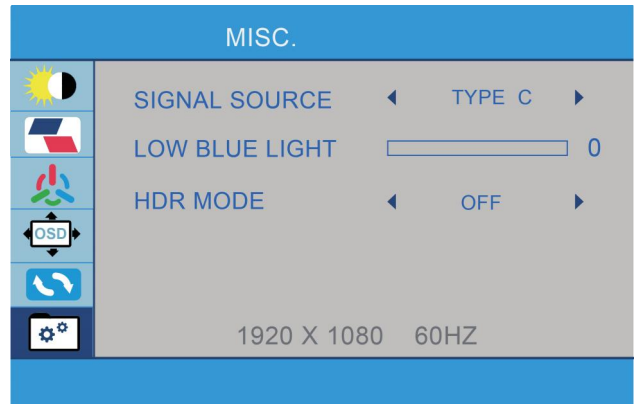 MISC.
SIGNAL SOURCE TYPE C
LOW BLUE LIGHT 0
HDR MODE OFF
OSD
1920 X 1080 60HZ